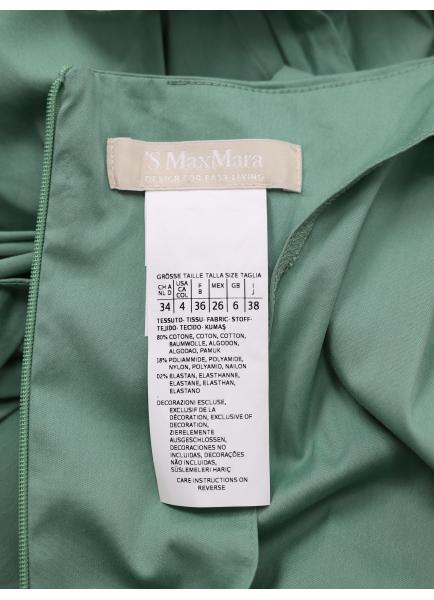 'S MaxMara
DESIGN FOR EASY LIVING
GRÖSSE TAILLE TALLA SIZE TAGLIA
CH A NL D USA CA COL F B MEX GB I J
34 4 36 26 6 38
TESSUTO- TISSU- FABRIC- STOFF-
TEJIDO- TECIDO- KUMAŞ
80% COTONE, COTON, COTTON,
BAUMWOLLE, ALGODON,
ALGODAO, PAMUK
18% POLIAMMIDE, POLYAMIDE,
NYLON, POLYAMID, NAILON
02% ELASTAN, ELASTHANNE,
ELASTANE, ELASTHAN,
ELASTANO
DECORAZIONI ESCLUSE,
EXCLUSIF DE LA
DÉCORATION, EXCLUSIVE OF
DECORATION,
ZIERELEMENTE
AUSGESCHLOSSEN,
DECORACIONES NO
INCLUIDAS, DECORAÇÕES
NÃO INCLUIDAS,
SÜSLEMELERI HARIÇ
CARE INSTRUCTIONS ON
REVERSE